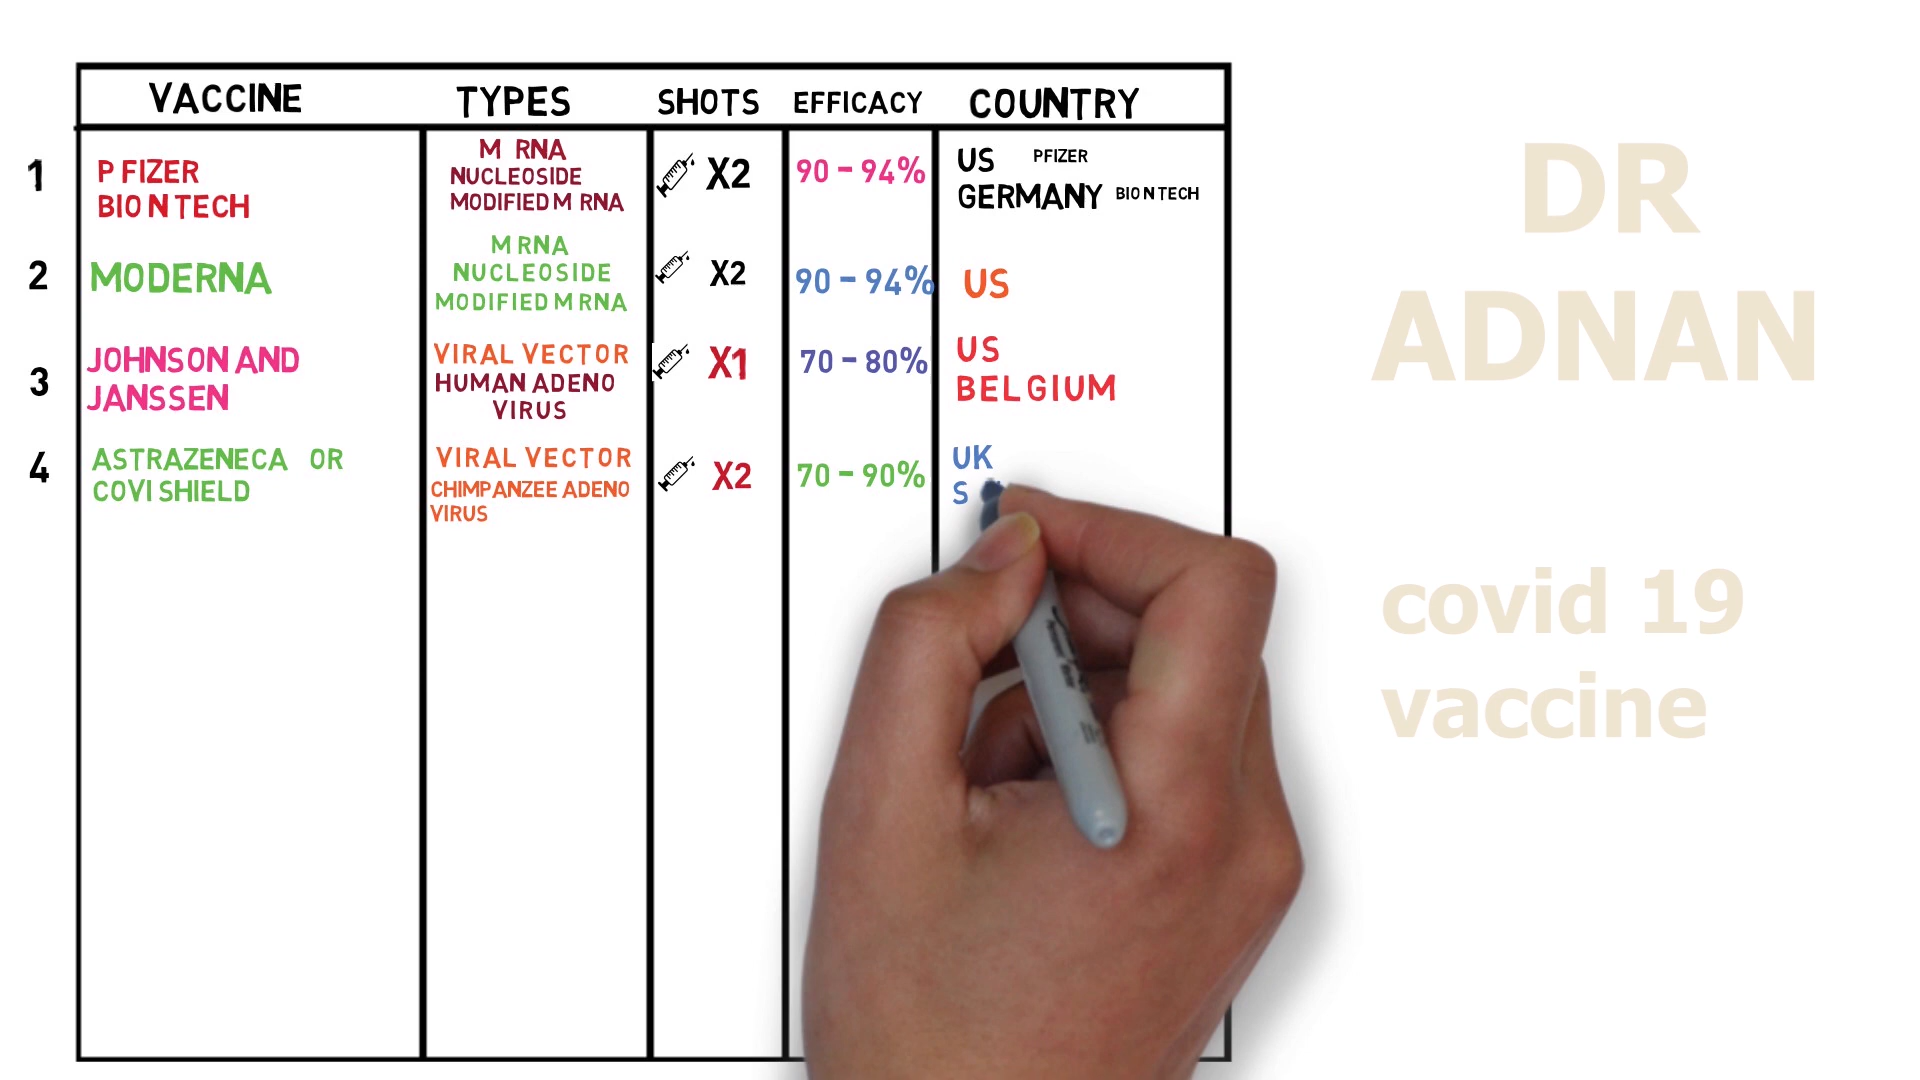 VACCINE TYPES SHOTS EFFICACY COUNTRY
1
P FIZER
BIO N TECH
M RNA
NUCLEOSIDE
MODIFIED M RNA
X2
90 - 94%
US PFIZER
GERMANY BIO N TECH
2
MODERNA
M RNA
NUCLEOSIDE
MODIFIED M RNA
X2
90 - 94%
US
3
JOHNSON AND
JANSSEN
VIRAL VECTOR
HUMAN ADENO
VIRUS
X1
70 - 80%
US
BELGIUM
4
ASTRAZENECA OR
COVI SHIELD
VIRAL VECTOR
CHIMPANZEE ADENO
VIRUS
X2
70 - 90%
UK
S
DR
ADNAN
covid 19
vaccine